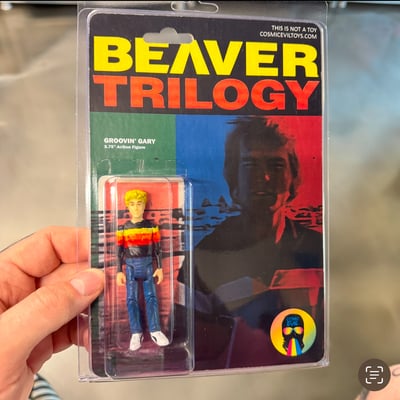 THIS IS NOT A TOY
COSMICEVILTOYS.COM
BEAVER
TRILOGY
GROOVIN' GARY
3.75" Action Figure